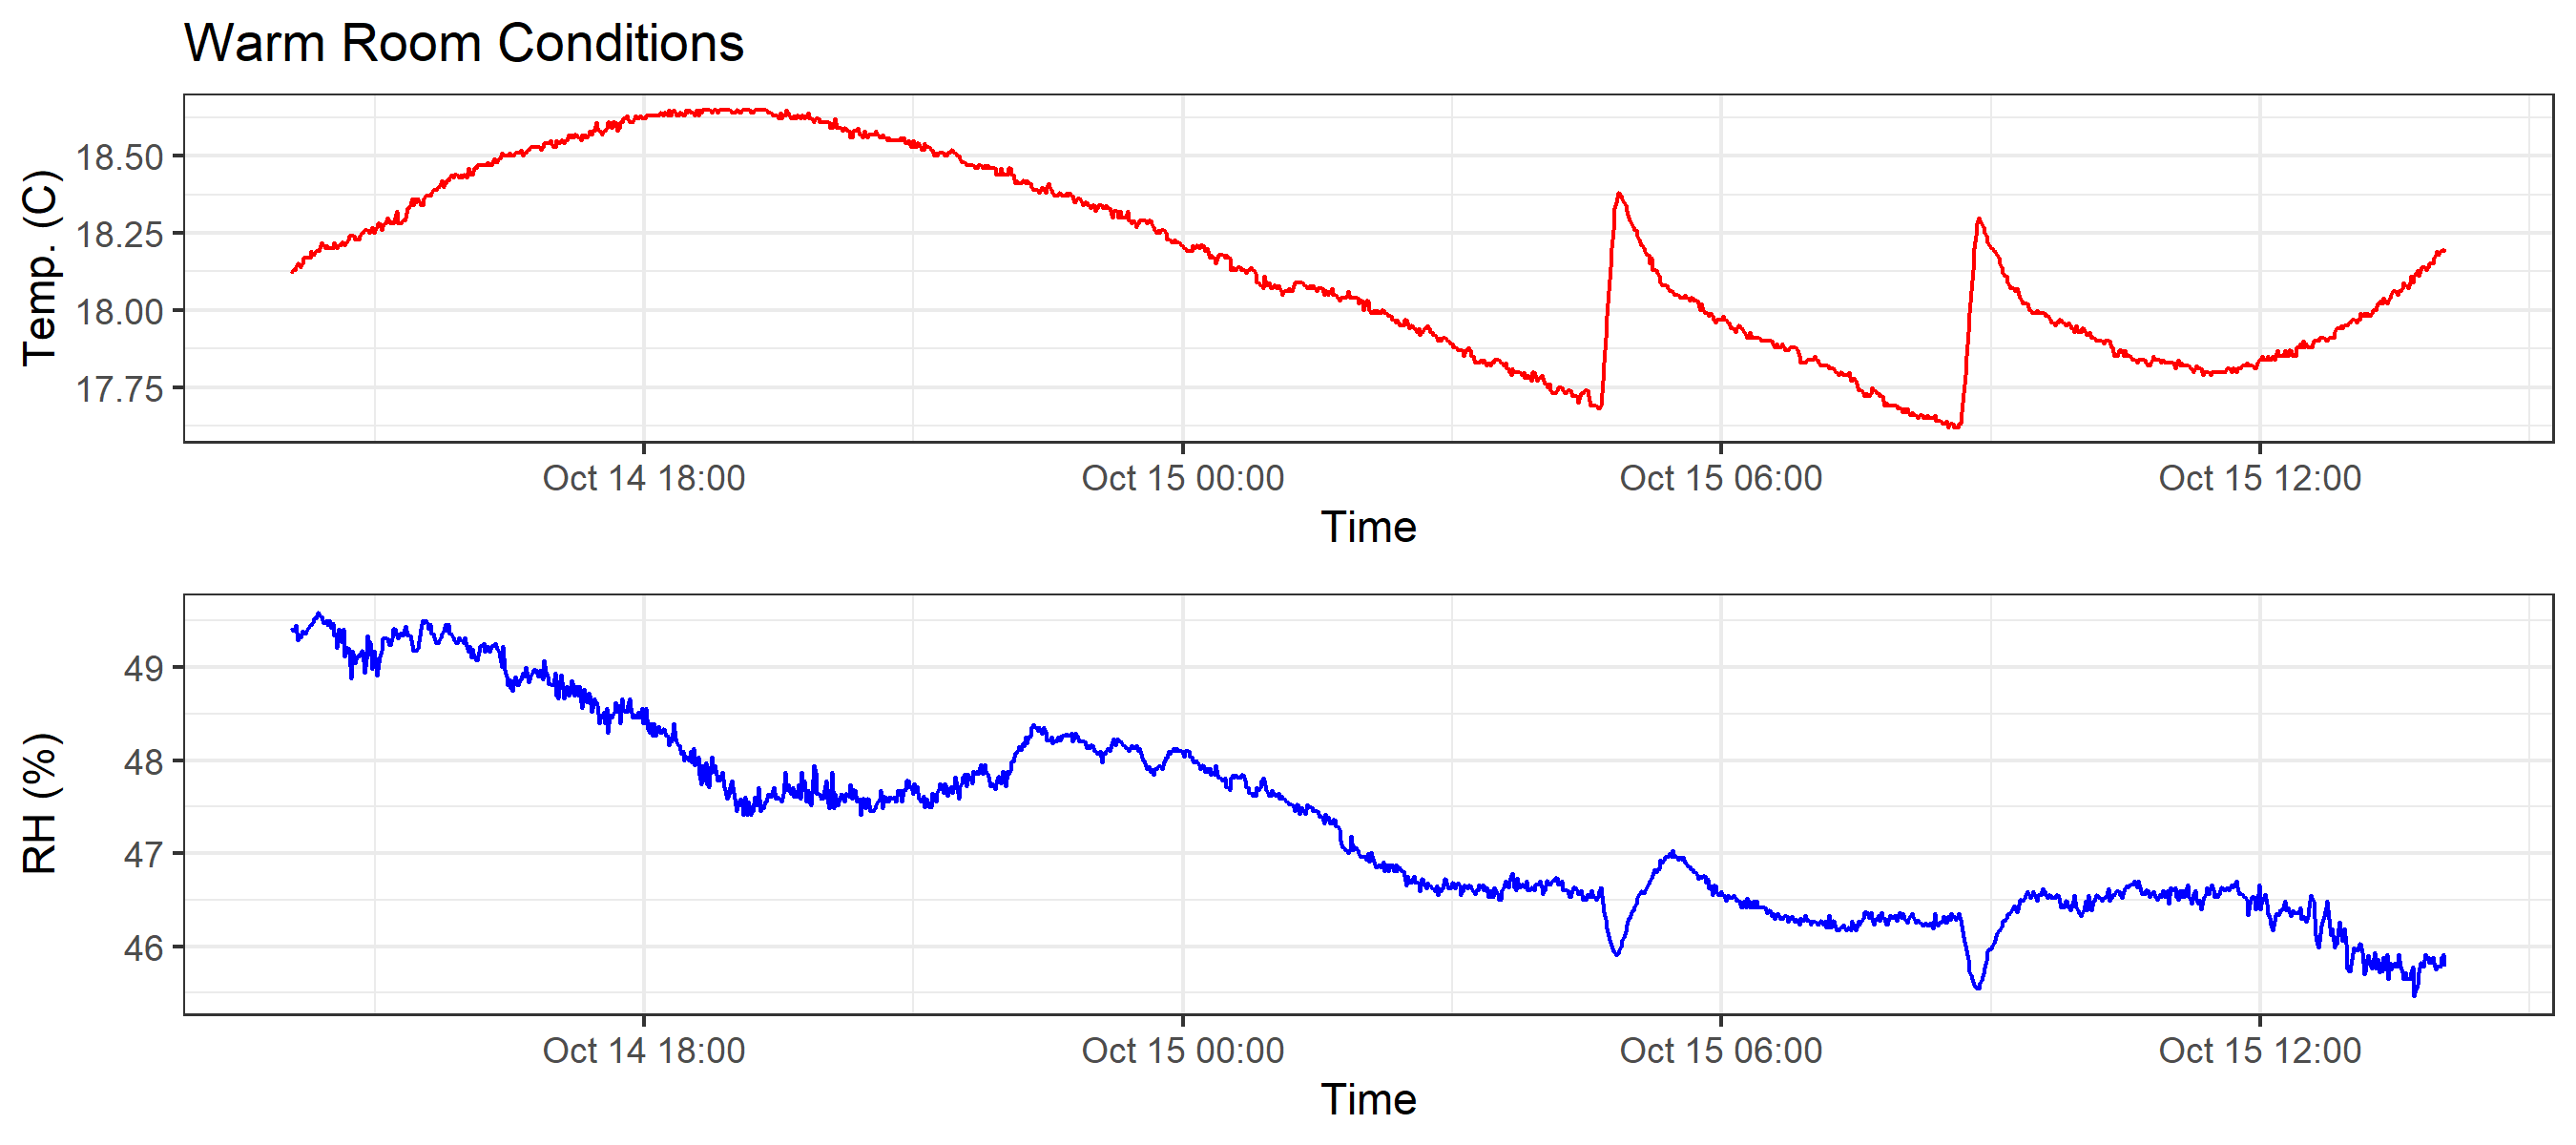 Warm Room Conditions
Temp. (C)
18.50
18.25
18.00
17.75
Oct 14 18:00 Oct 15 00:00 Oct 15 06:00 Oct 15 12:00
Time
RH (%)
49
48
47
46
Oct 14 18:00 Oct 15 00:00 Oct 15 06:00 Oct 15 12:00
Time